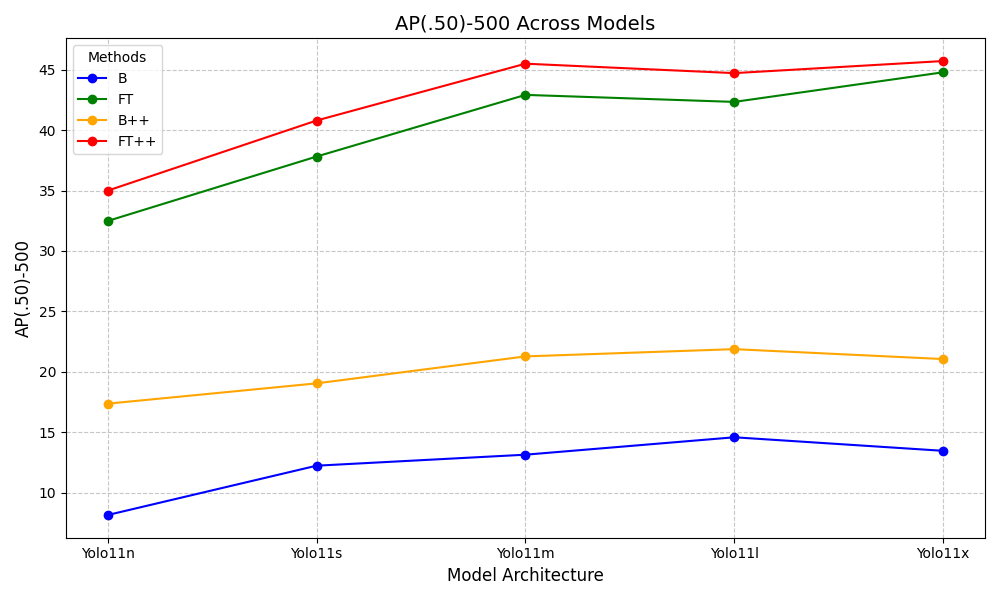 AP(.50)-500 Across Models
Methods
B
FT
B++
FT++
AP(.50)-500
45
40
35
30
25
20
15
10
Yolo11n Yolo11s Yolo11m Yolo11l Yolo11x
Model Architecture